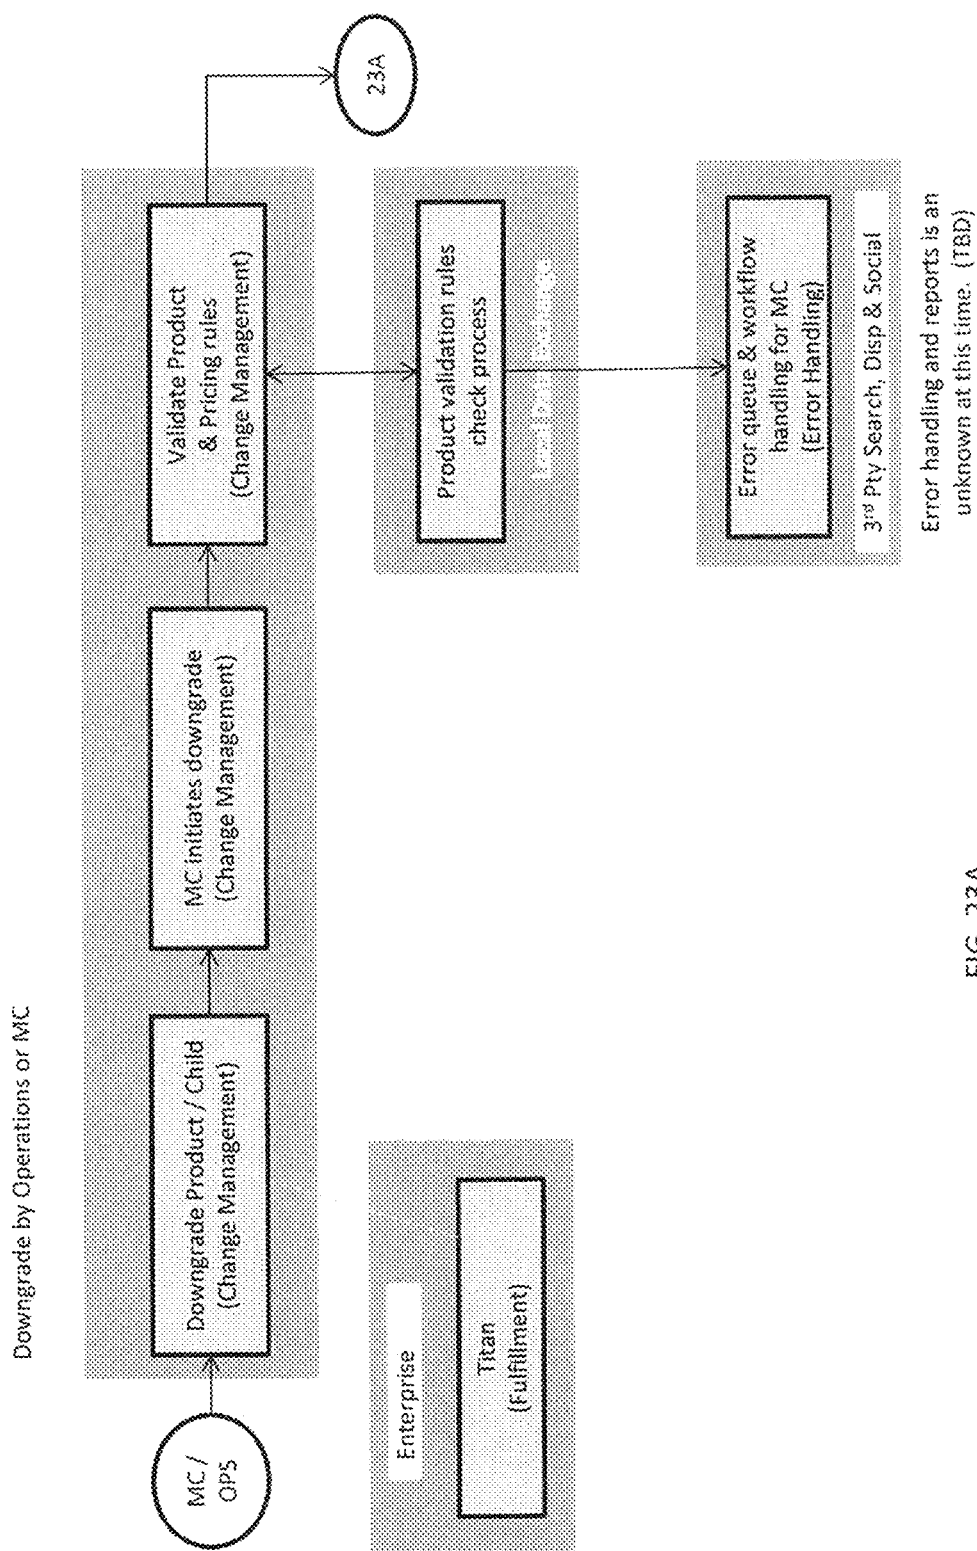 Downgrade by Operations or MC
MC /
OPS
Downgrade Product / Child
(Change Management)
MC initiates downgrade
(Change Management)
Validate Product
& Pricing rules
(Change Management)
23A
Enterprise
Titan
(Fulfillment)
Product validation rules
check process
Error queue & workflow
handling for MC
(Error Handling)
3rd Pty Search, Disp & Social
Error handling and reports is an
unknown at this time. (TBD)
FIG. 23A